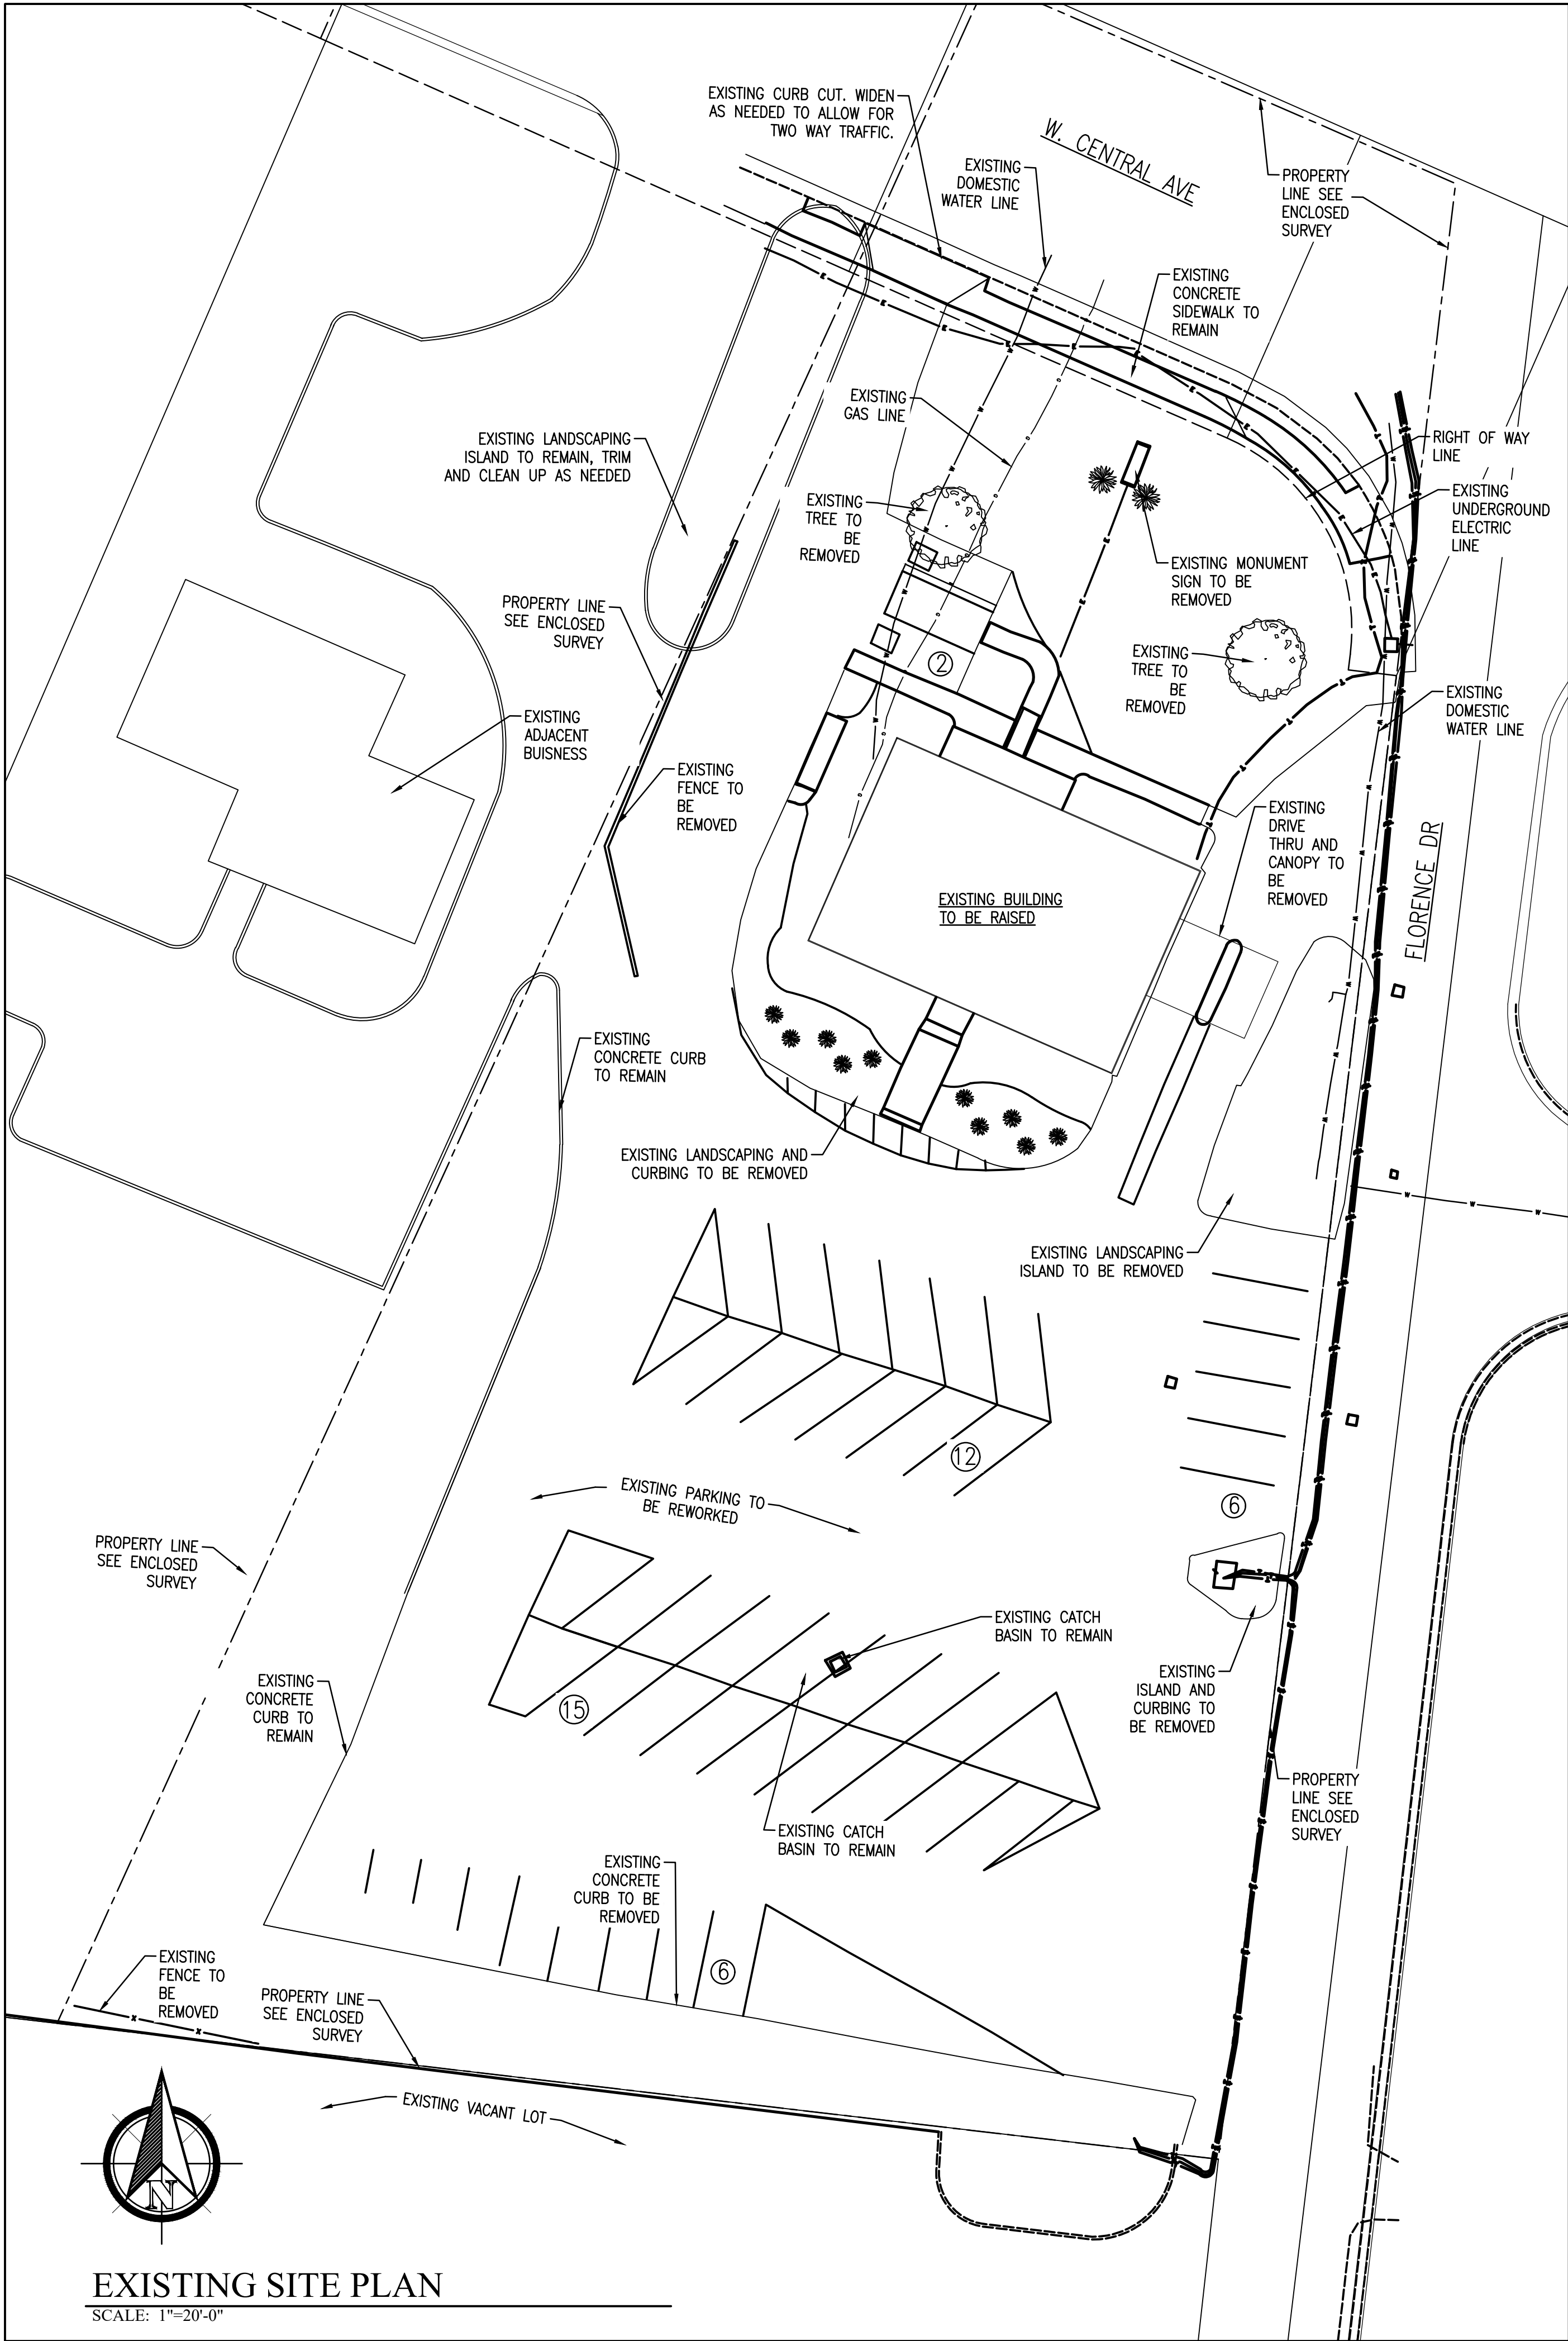 EXISTING CURB CUT. WIDEN
AS NEEDED TO ALLOW FOR
TWO WAY TRAFFIC.
W. CENTRAL AVE
EXISTING
DOMESTIC
WATER LINE
PROPERTY
LINE SEE
ENCLOSED
SURVEY
EXISTING
CONCRETE
SIDEWALK TO
REMAIN
EXISTING
GAS LINE
EXISTING LANDSCAPING
ISLAND TO REMAIN, TRIM
AND CLEAN UP AS NEEDED
RIGHT OF WAY
LINE
EXISTING
UNDERGROUND
ELECTRIC
LINE
EXISTING
TREE TO
BE
REMOVED
EXISTING MONUMENT
SIGN TO BE
REMOVED
PROPERTY LINE
SEE ENCLOSED
SURVEY
2
EXISTING
TREE TO
BE
REMOVED
EXISTING
DOMESTIC
WATER LINE
EXISTING
ADJACENT
BUISNESS
EXISTING
FENCE TO
BE
REMOVED
EXISTING
DRIVE
THRU AND
CANOPY TO
BE
REMOVED
FLORENCE DR
EXISTING BUILDING
TO BE RAISED
EXISTING
CONCRETE CURB
TO REMAIN
EXISTING LANDSCAPING AND
CURBING TO BE REMOVED
EXISTING LANDSCAPING
ISLAND TO BE REMOVED
12
EXISTING PARKING TO
BE REWORKED
6
PROPERTY LINE
SEE ENCLOSED
SURVEY
EXISTING CATCH
BASIN TO REMAIN
EXISTING
ISLAND AND
CURBING TO
BE REMOVED
EXISTING
CONCRETE
CURB TO
REMAIN
15
PROPERTY
LINE SEE
ENCLOSED
SURVEY
EXISTING CATCH
BASIN TO REMAIN
EXISTING
CONCRETE
CURB TO BE
REMOVED
6
EXISTING
FENCE TO
BE
REMOVED
PROPERTY LINE
SEE ENCLOSED
SURVEY
EXISTING VACANT LOT
N
EXISTING SITE PLAN
SCALE: 1"=20'-0"